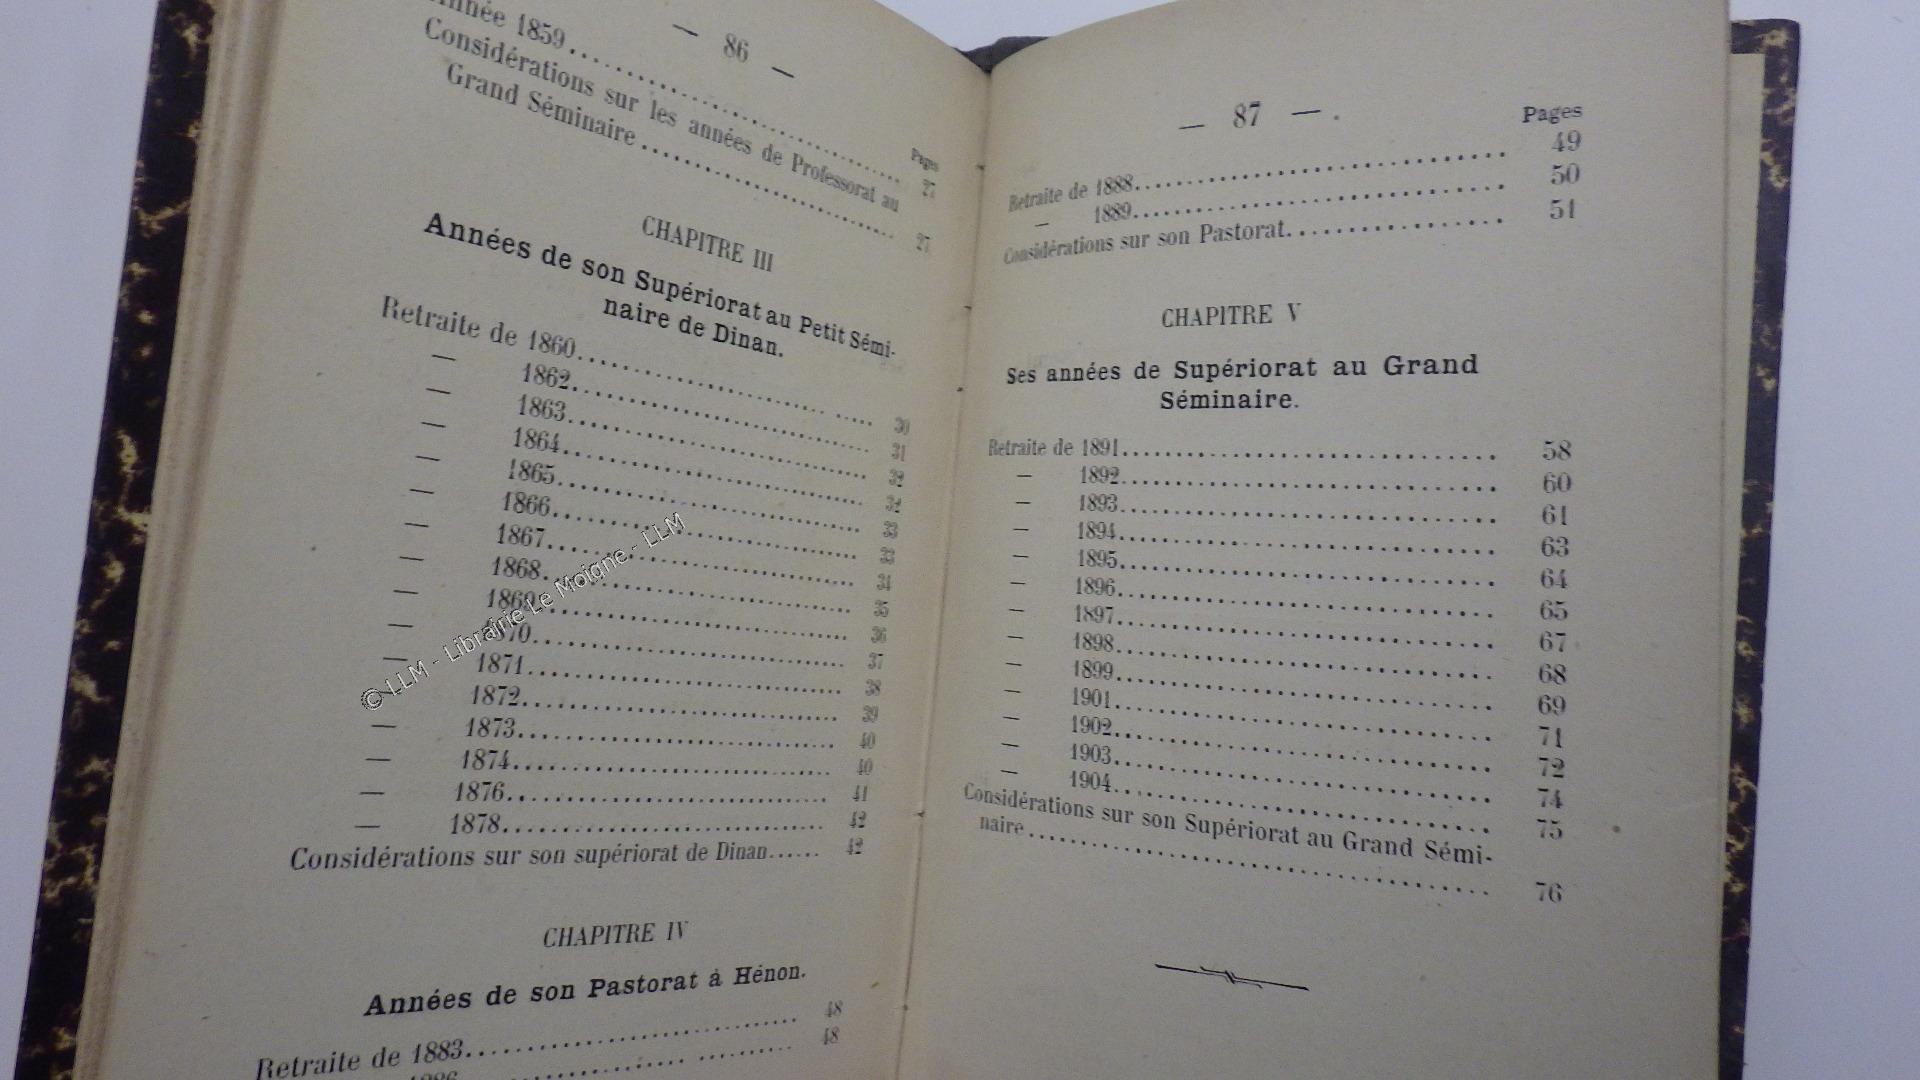 — 86 —
Année 1859
Pages
27
Considérations sur les années de Professorat au
Grand Séminaire 27
CHAPITRE III
Années de son Supériorat au Petit Sémi-
naire de Dinan.
Retraite de 1860 30
— 1862 31
— 1863 32
— 1864 32
— 1865 33
— 1866 33
— 1867 34
— 1868 35
— 1869 36
— 1870 37
1871 38
1872 39
— 1873 40
— 1874 40
— 1876 41
— 1878 42
Considérations sur son supériorat de Dinan 42
CHAPITRE IV
Années de son Pastorat à Hénon.
Retraite de 1883 48
1886 48
— 87 —
Pages
Retraite de 1888 49
— 1889 50
Considérations sur son Pastorat. 51
CHAPITRE V
Ses années de Supériorat au Grand
Séminaire.
Retraite de 1891 58
— 1892 60
— 1893 61
— 1894 63
— 1895 64
— 1896 65
— 1897 67
— 1898 68
— 1899 69
— 1901 71
— 1902 72
— 1903 74
— 1904 75
Considérations sur son Supériorat au Grand Sémi-
naire 76
© LLM - Librairie Le Moigne - LLM